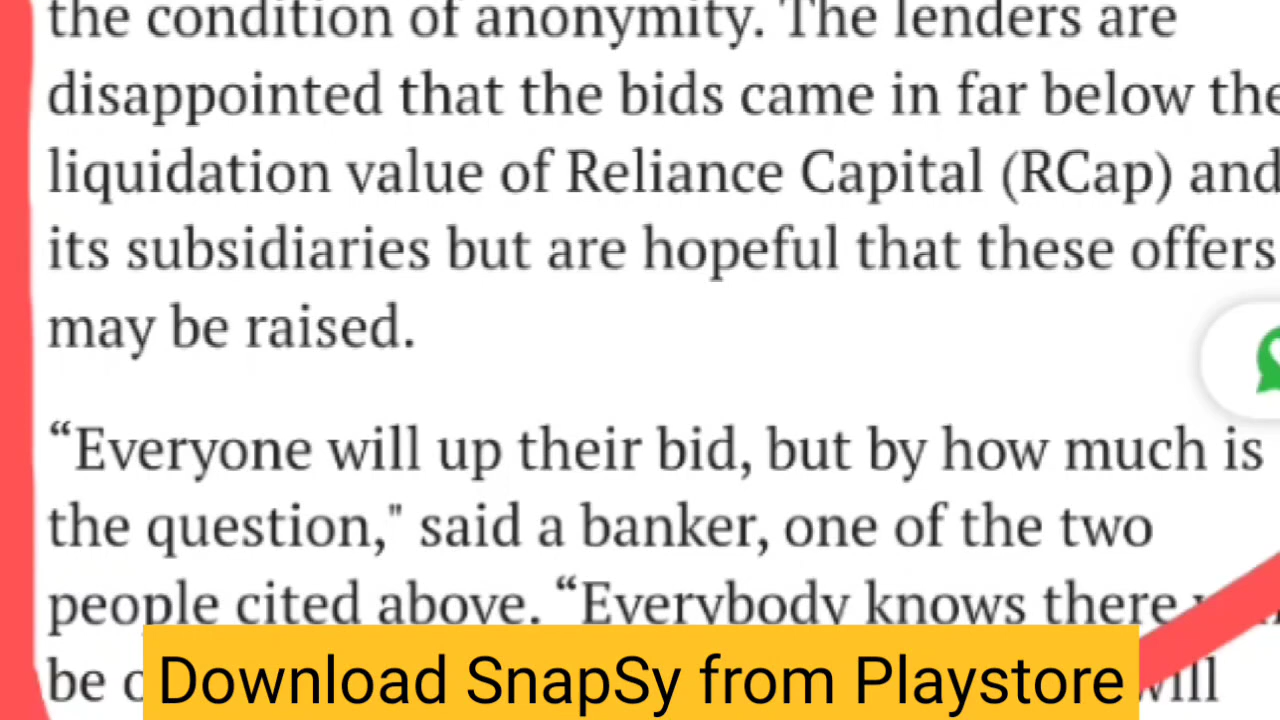 the condition of anonymity. The lenders are
disappointed that the bids came in far below the
liquidation value of Reliance Capital (RCap) and
its subsidiaries but are hopeful that these offers
may be raised.
“Everyone will up their bid, but by how much is
the question," said a banker, one of the two
people cited above. “Everybody knows there
be
Download SnapSy from Playstore